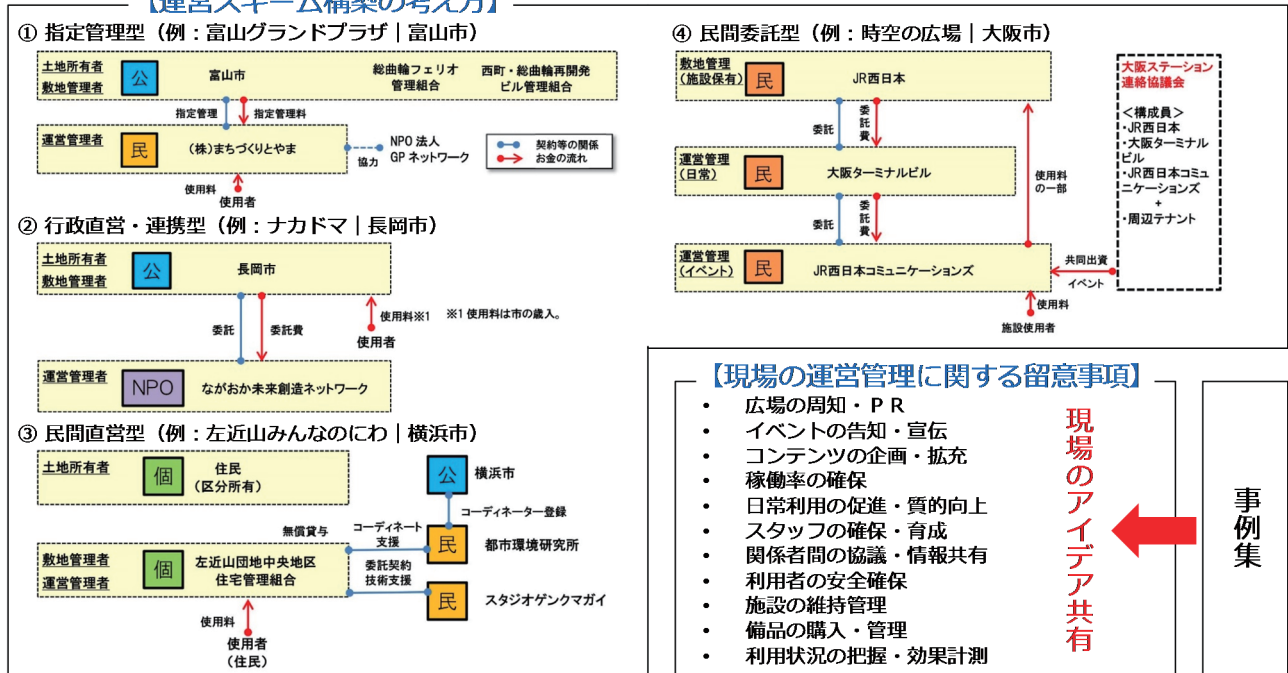 【運営スキーム構築の考え方】
① 指定管理型（例：富山グランドプラザ｜富山市）
土地所有者
敷地管理者
公
富山市
総曲輪フェリオ
管理組合
西町・総曲輪再開発
ビル管理組合
指定管理
指定管理料
運営管理者
民
（株）まちづくりとやま
協力
NPO 法人
GP ネットワーク
契約等の関係
お金の流れ
使用料
使用者
② 行政直営・連携型（例：ナカドマ｜長岡市）
土地所有者
敷地管理者
公
長岡市
委託
委託費
使用料※1
※1 使用料は市の歳入。
使用者
運営管理者
NPO
ながおか未来創造ネットワーク
③ 民間直営型（例：左近山みんなのにわ｜横浜市）
土地所有者
個
住民
（区分所有）
公
横浜市
コーディネーター登録
無償貸与
コーディネート
支援
民
都市環境研究所
敷地管理者
運営管理者
個
左近山団地中央地区
住宅管理組合
委託契約
技術支援
民
スタジオゲンクマガイ
使用料
使用者
（住民）
④ 民間委託型（例：時空の広場｜大阪市）
敷地管理
（施設保有）
民
JR西日本
委託
委託費
運営管理
（日常）
民
大阪ターミナルビル
使用料
の一部
委託
委託費
運営管理
（イベント）
民
JR西日本コミュニケーションズ
共同出資
イベント
使用料
施設使用者
大阪ステーション
連絡協議会
＜構成員＞
・JR西日本
・大阪ターミナル
ビル
・JR西日本コミュ
ニケーションズ
+
・周辺テナント
【現場の運営管理に関する留意事項】
• 広場の周知・ＰＲ
• イベントの告知・宣伝
• コンテンツの企画・拡充
• 稼働率の確保
• 日常利用の促進・質的向上
• スタッフの確保・育成
• 関係者間の協議・情報共有
• 利用者の安全確保
• 施設の維持管理
• 備品の購入・管理
• 利用状況の把握・効果計測
現場のアイデア共有
事例集